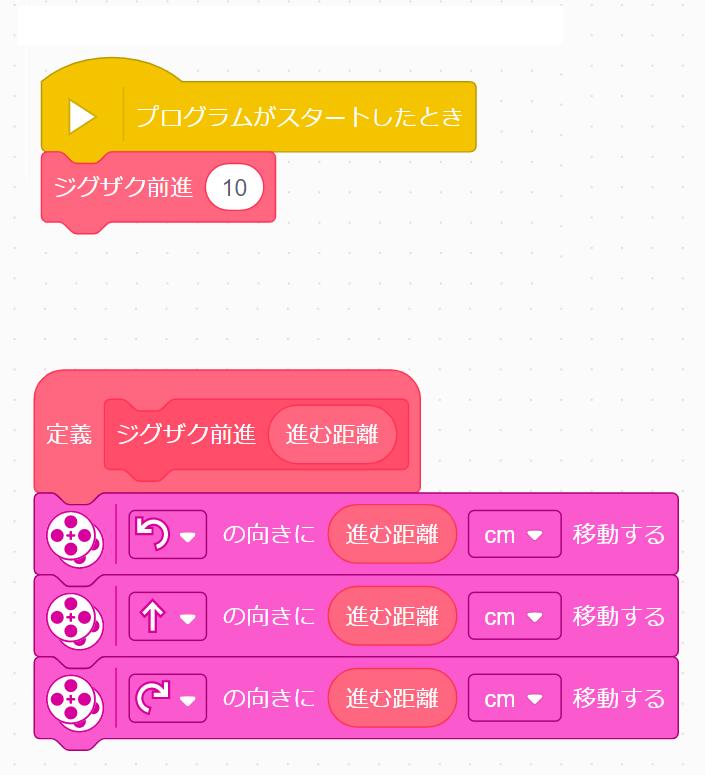 プログラムがスタートしたとき
ジグザク前進 10
定義 ジグザク前進 進む距離
の向きに 進む距離 cm 移動する
の向きに 進む距離 cm 移動する
の向きに 進む距離 cm 移動する